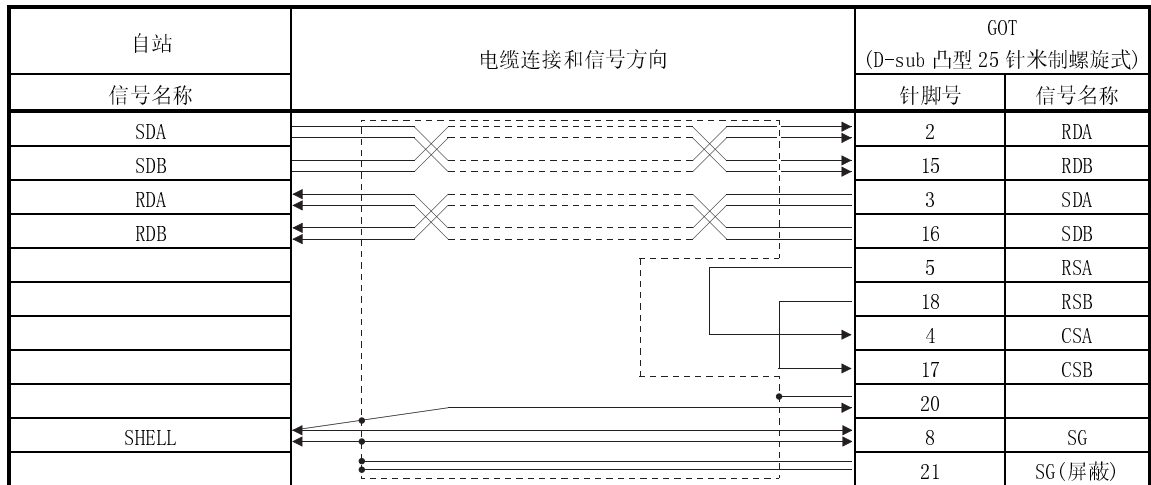 自站
电缆连接和信号方向
GOT
(D-sub 凸型 25 针米制螺旋式)
信号名称
针脚号
信号名称
SDA
2
RDA
SDB
15
RDB
RDA
3
SDA
RDB
16
SDB
5
RSA
18
RSB
4
CSA
17
CSB
20
SHELL
8
SG
21
SG(屏蔽)